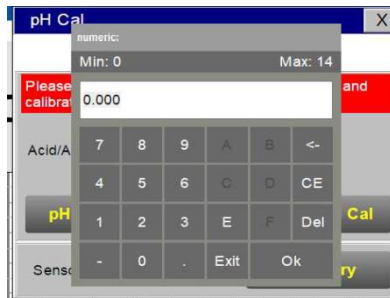 pH Cal
X
numeric:
Min: 0 Max: 14
Please and
calibrat
0.000
Acid/A
7 8 9 A B <-
4 5 6 C D CE
pH Cal
1 2 3 E F Del
- 0 . Exit Ok
Senso ry